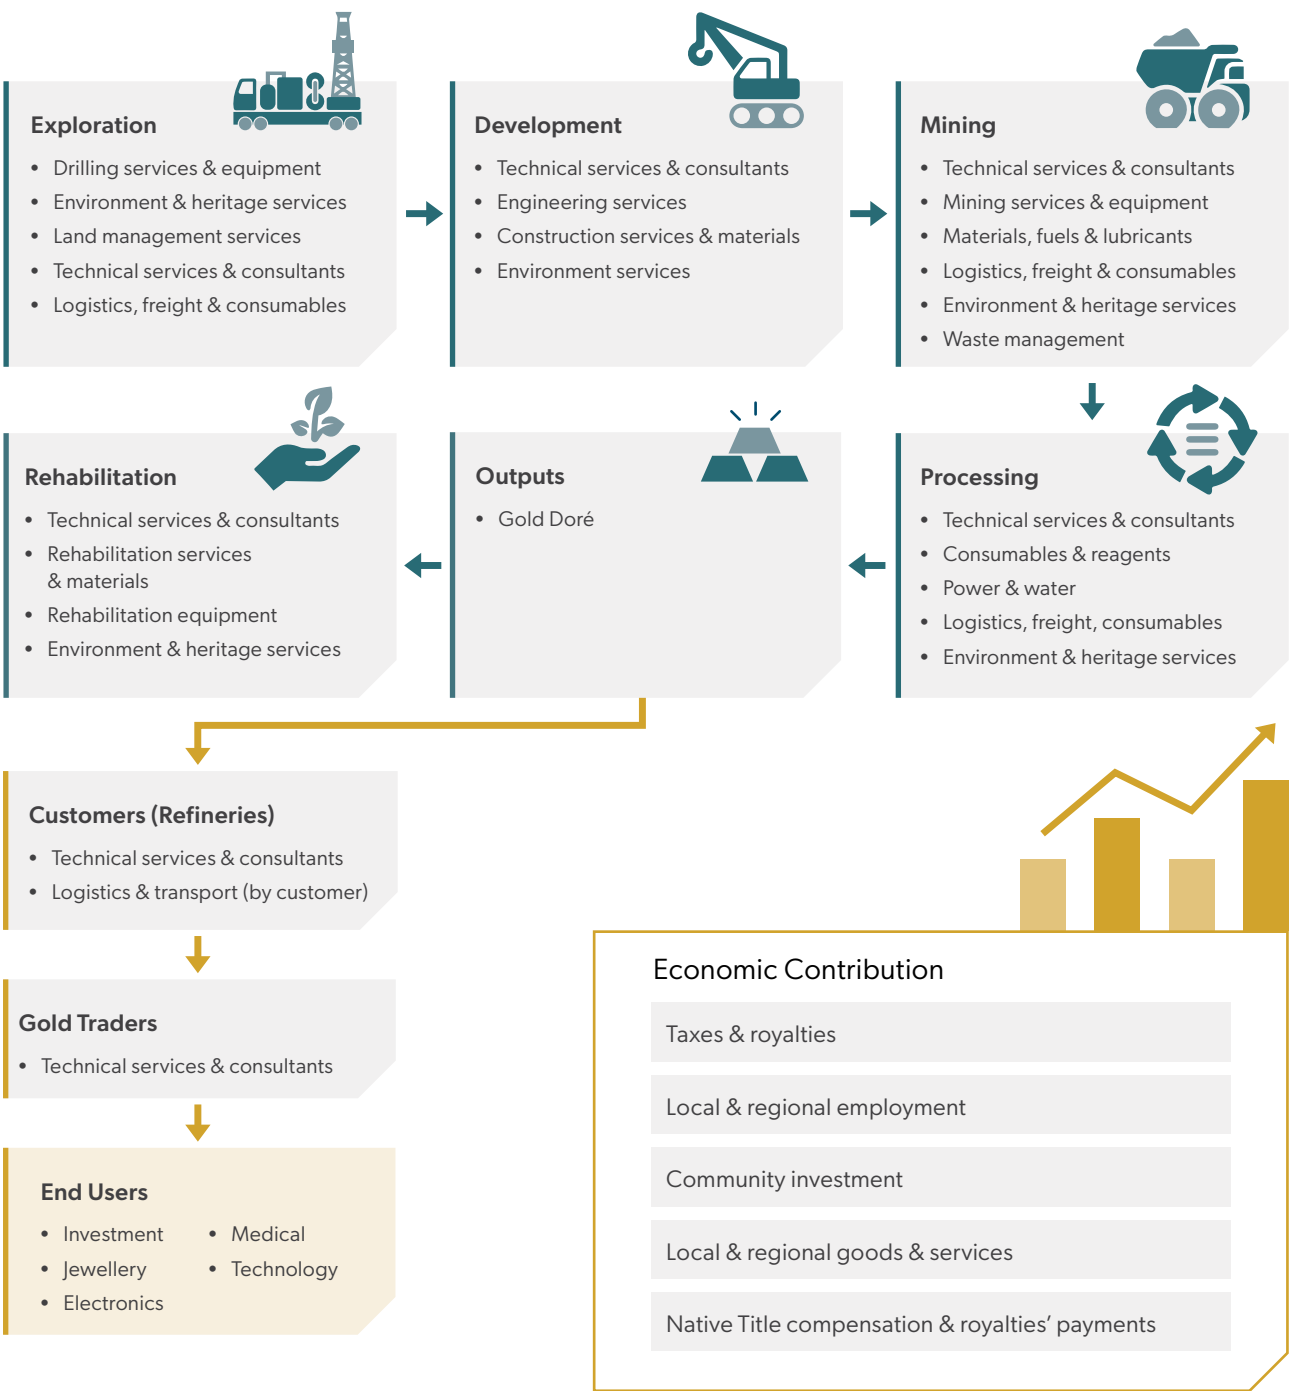 Exploration
• Drilling services & equipment
• Environment & heritage services
• Land management services
• Technical services & consultants
• Logistics, freight & consumables
Development
• Technical services & consultants
• Engineering services
• Construction services & materials
• Environment services
Mining
• Technical services & consultants
• Mining services & equipment
• Materials, fuels & lubricants
• Logistics, freight & consumables
• Environment & heritage services
• Waste management
Rehabilitation
• Technical services & consultants
• Rehabilitation services
& materials
• Rehabilitation equipment
• Environment & heritage services
Outputs
• Gold Doré
Processing
• Technical services & consultants
• Consumables & reagents
• Power & water
• Logistics, freight, consumables
• Environment & heritage services
Customers (Refineries)
• Technical services & consultants
• Logistics & transport (by customer)
Gold Traders
• Technical services & consultants
End Users
• Investment
• Jewellery
• Electronics
• Medical
• Technology
Economic Contribution
Taxes & royalties
Local & regional employment
Community investment
Local & regional goods & services
Native Title compensation & royalties’ payments